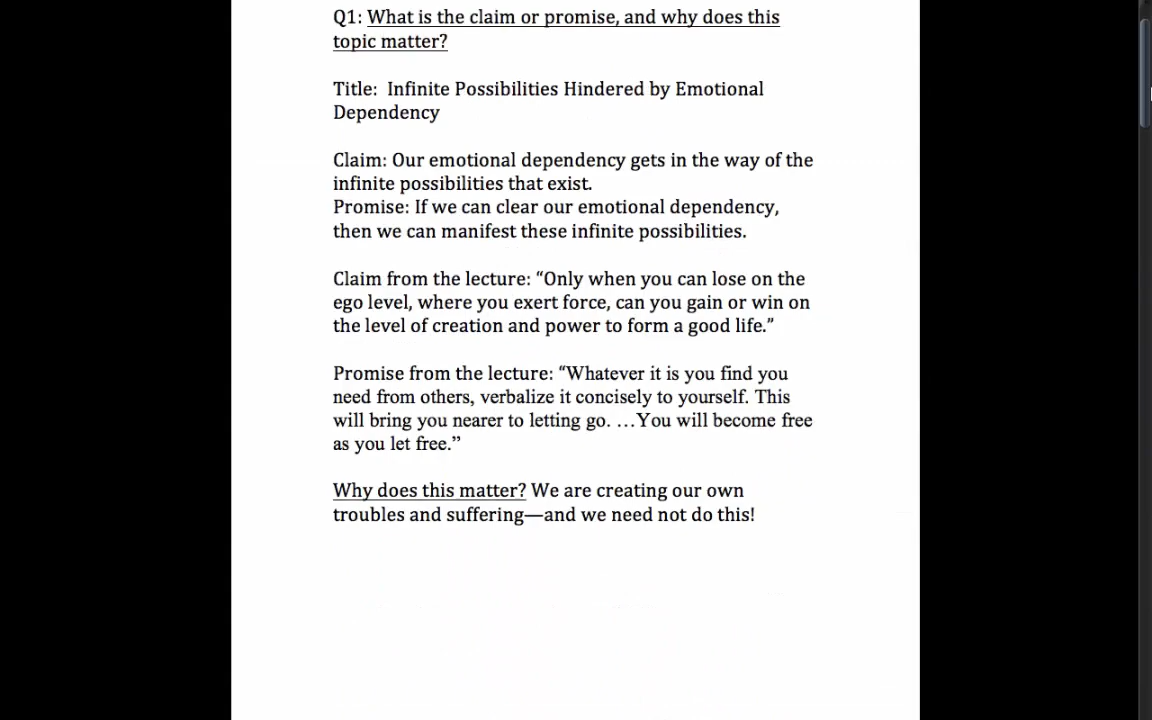 Q1: What is the claim or promise, and why does this
topic matter?
Title:  Infinite Possibilities Hindered by Emotional
Dependency
Claim: Our emotional dependency gets in the way of the
infinite possibilities that exist.
Promise: If we can clear our emotional dependency,
then we can manifest these infinite possibilities.
Claim from the lecture: “Only when you can lose on the
ego level, where you exert force, can you gain or win on
the level of creation and power to form a good life.”
Promise from the lecture: “Whatever it is you find you
need from others, verbalize it concisely to yourself. This
will bring you nearer to letting go. …You will become free
as you let free.”
Why does this matter? We are creating our own
troubles and suffering—and we need not do this!